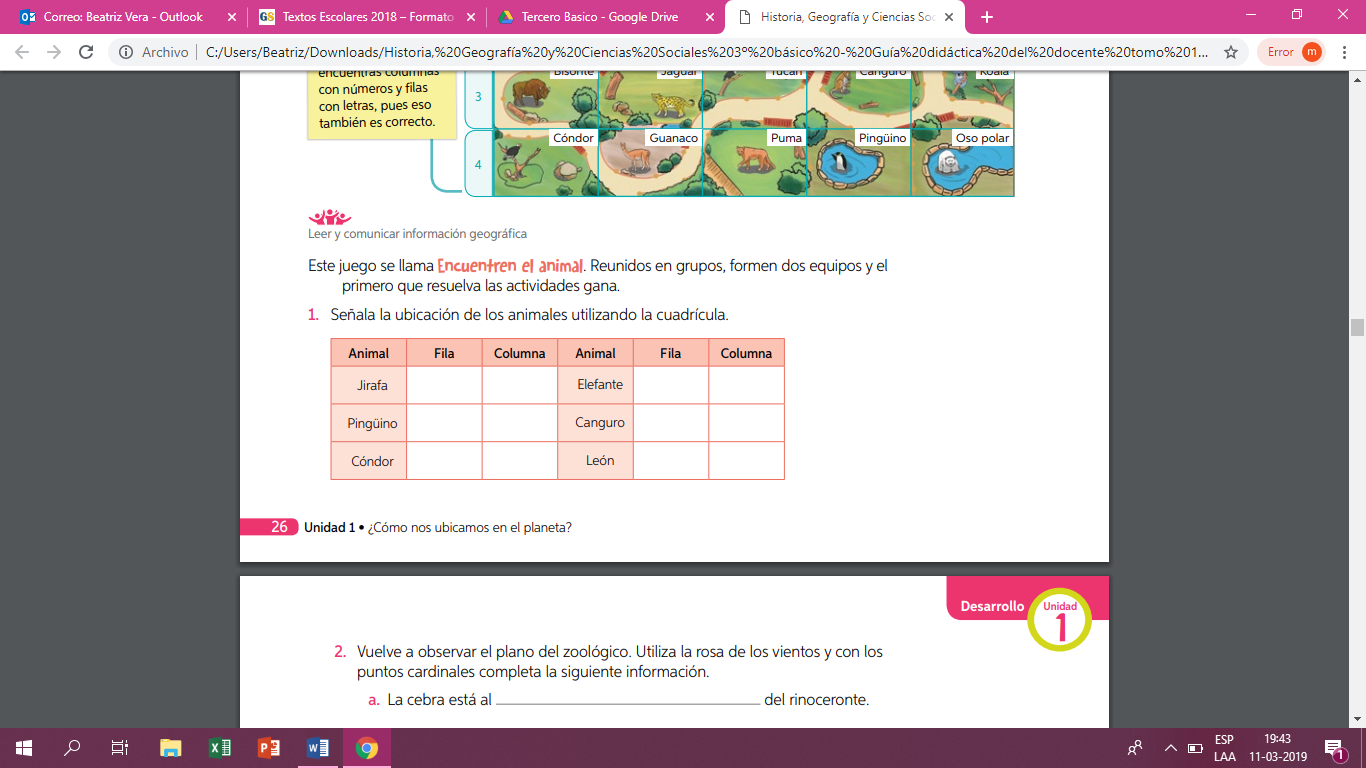 Correo: Beatriz Vera - Outlook
Textos Escolares 2018 – Formato
Tercero Basico - Google Drive
Historia, Geografía y Ciencias Soc
Archivo
C:/Users/Beatriz/Downloads/Historia,%20Geografía%20y%20Ciencias%20Sociales%203º%20básico%20-%20Guía%20didáctica%20del%20docente%20tomo%201...
Error m
encuentras columnas
con números y filas
con letras, pues eso
también es correcto.
3
Bisonte
Jaguar
Tucán
Canguro
Koala
4
Cóndor
Guanaco
Puma
Pingüino
Oso polar
Leer y comunicar información geográfica
Este juego se llama Encuentren el animal. Reunidos en grupos, formen dos equipos y el
primero que resuelva las actividades gana.
1. Señala la ubicación de los animales utilizando la cuadrícula.
Animal Fila Columna Animal Fila Columna
Jirafa Elefante
Pingüino Canguro
Cóndor León
26 Unidad 1 • ¿Cómo nos ubicamos en el planeta?
Desarrollo
Unidad
1
2. Vuelve a observar el plano del zoológico. Utiliza la rosa de los vientos y con los
puntos cardinales completa la siguiente información.
a. La cebra está al ______ del rinoceronte.
ESP
LAA
19:43
11-03-2019
1